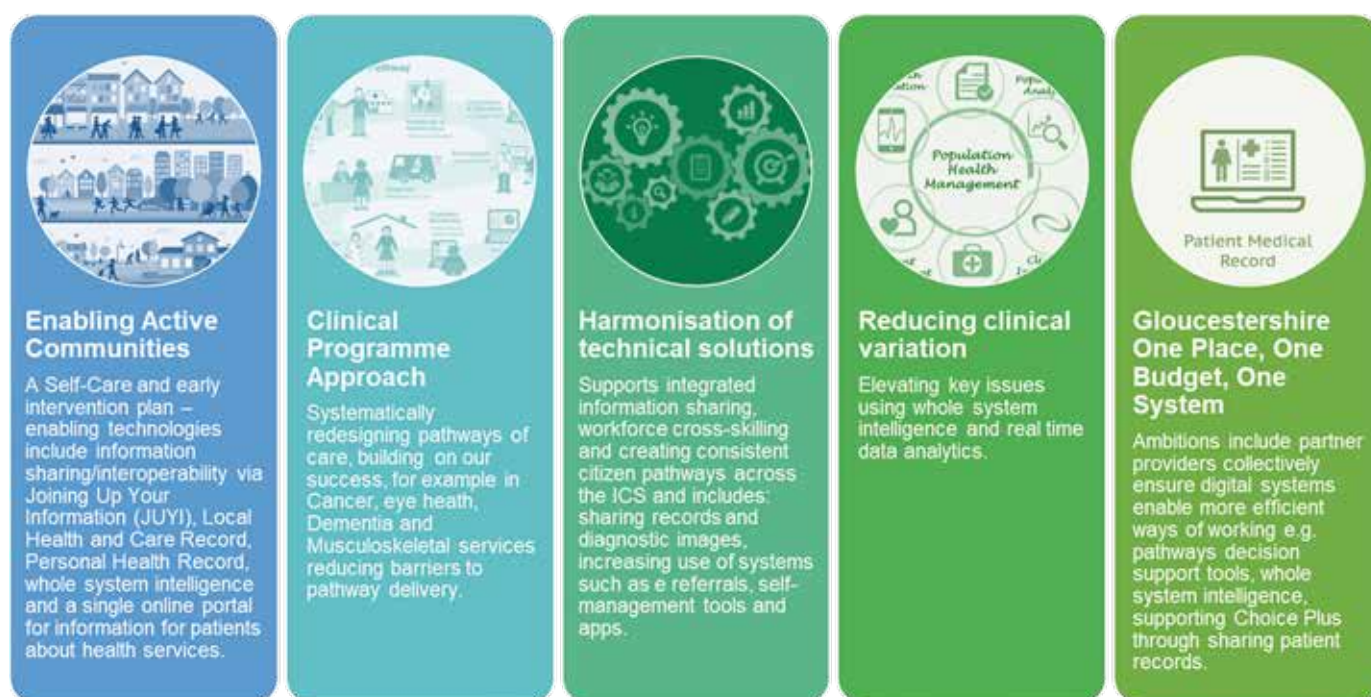 Enabling Active
Communities
A Self-Care and early
intervention plan –
enabling technologies
include information
sharing/interoperability via
Joining Up Your
Information (JUYI), Local
Health and Care Record,
Personal Health Record,
whole system intelligence
and a single online portal
for information for patients
about health services.
Clinical
Programme
Approach
Systematically
redesigning pathways of
care, building on our
success, for example in
Cancer, eye heath,
Dementia and
Musculoskeletal services
reducing barriers to
pathway delivery.
Harmonisation of
technical solutions
Supports integrated
information sharing,
workforce cross-skilling
and creating consistent
citizen pathways across
the ICS and includes:
sharing records and
diagnostic images,
increasing use of systems
such as e referrals, self-
management tools and
apps.
Population
Health
Management
Reducing clinical
variation
Elevating key issues
using whole system
intelligence and real time
data analytics.
Patient Medical
Record
Gloucestershire
One Place, One
Budget, One
System
Ambitions include partner
providers collectively
ensure digital systems
enable more efficient
ways of working e.g.
pathways decision
support tools, whole
system intelligence,
supporting Choice Plus
through sharing patient
records.